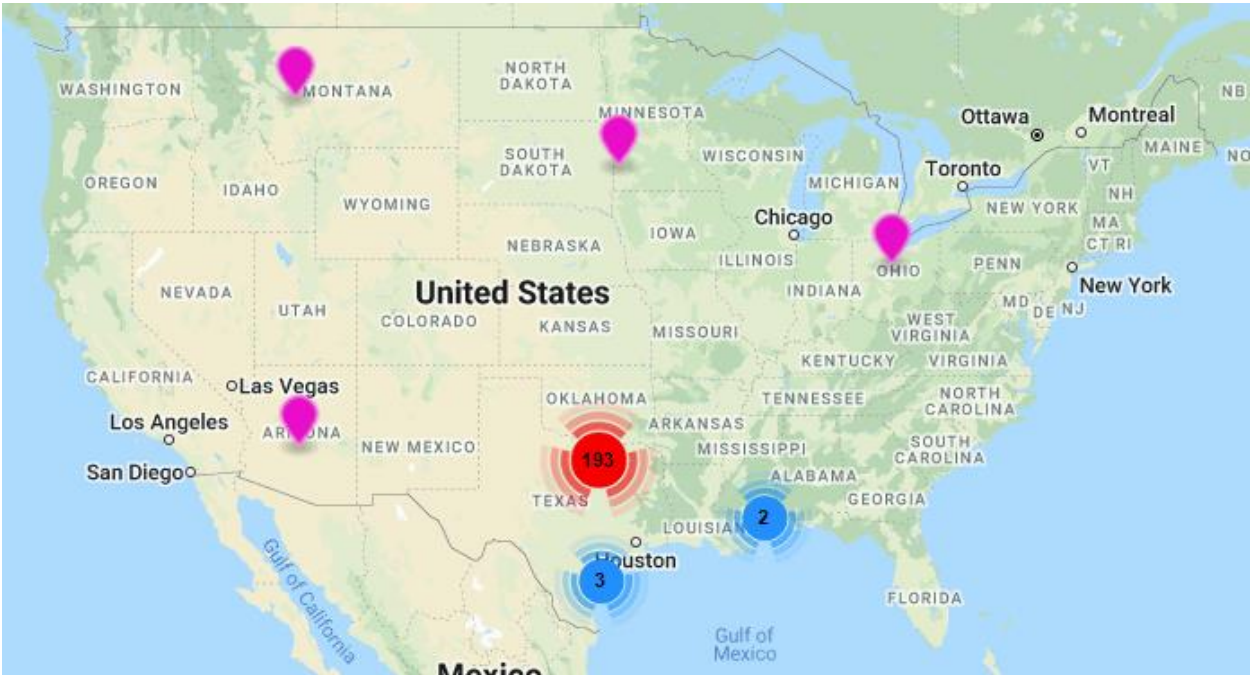 NORTH
DAKOTA
WASHINGTON
MONTANA
NB
MINNESOTA
Ottawa
Montreal
MAINE
NO
SOUTH
DAKOTA
WISCONSIN
VT
Toronto
OREGON
IDAHO
MICHIGAN
NH
WYOMING
NEW YORK
Chicago
MA
IOWA
CT RI
NEBRASKA
ILLINOIS
OHIO
PENN
New York
NEVADA
United States
INDIANA
UTAH
MD
DE
NJ
COLORADO
KANSAS
MISSOURI
WEST
VIRGINIA
KENTUCKY
VIRGINIA
CALIFORNIA
Las Vegas
OKLAHOMA
TENNESSEE
NORTH
CAROLINA
Los Angeles
ARKANSAS
NEW MEXICO
MISSISSIPPI
SOUTH
CAROLINA
193
San Diego
ALABAMA
TEXAS
GEORGIA
2
Houston
3
Gulf of California
FLORIDA
Gulf of
Mexico
Mexico